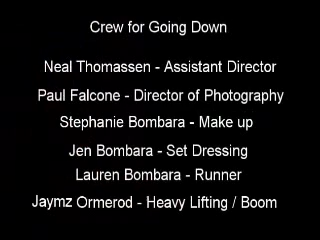 Crew for Going Down
Neal Thomassen - Assistant Director
Paul Falcone - Director of Photography
Stephanie Bombara - Make up
Jen Bombara - Set Dressing
Lauren Bombara - Runner
Jaymz Ormerod - Heavy Lifting / Boom